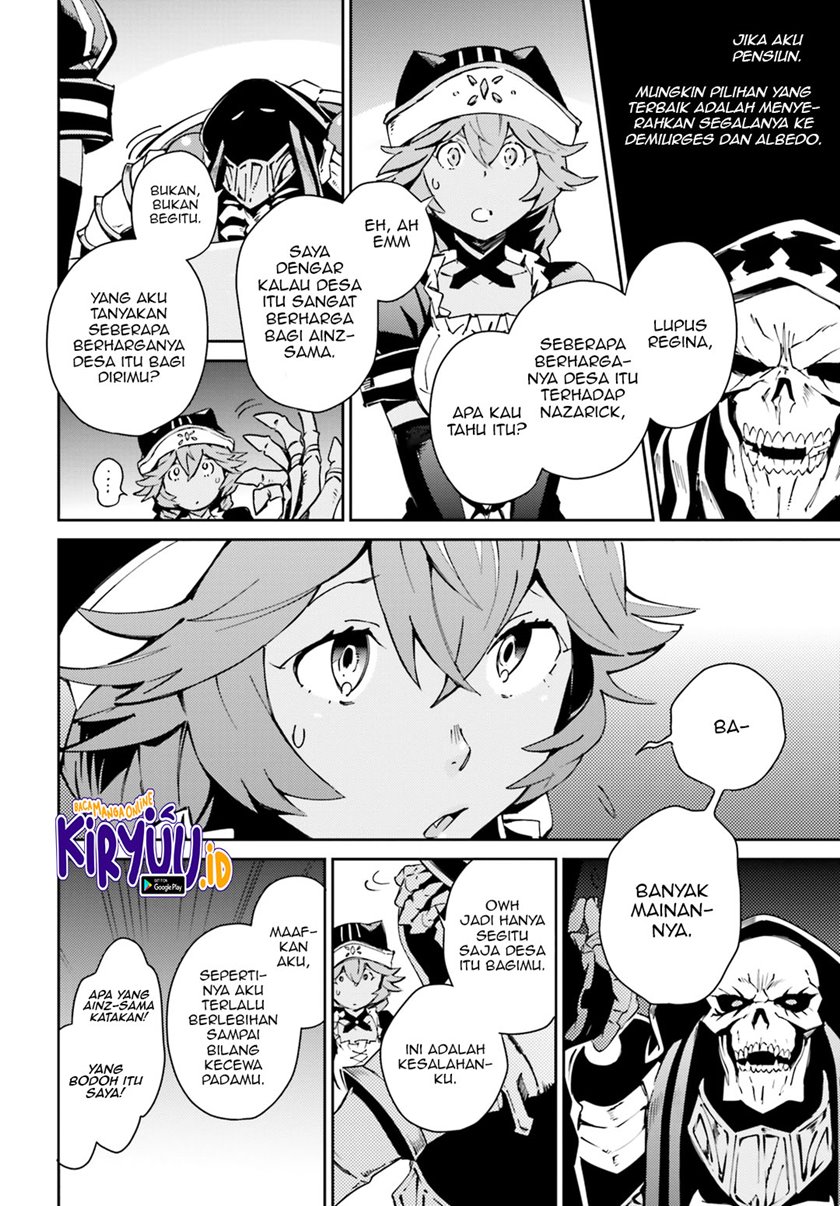 JIKA AKU
PENSIUN.
MUNGKIN PILIHAN YANG
TERBAIK ADALAH MENYE-
RAHKAN SEGALANYA KE
DEMIURGES DAN ALBEDO.
LUPUS
REGINA,
SEBERAPA
BERHARGA-
NYA DESA ITU
TERHADAP
NAZARICK,
APA KAU
TAHU ITU?
EH, AH
EMM
SAYA
DENGAR
KALAU DESA
ITU SANGAT
BERHARGA
BAGI AINZ-
SAMA.
BUKAN,
BUKAN
BEGITU.
YANG AKU
TANYAKAN
SEBERAPA
BERHARGANYA
DESA ITU BAGI
DIRIMU?
...
BA-
BANYAK
MAINAN-
NYA.
OWH
JADI HANYA
SEGITU
SAJA DESA
ITU BAGIMU.
INI ADALAH
KESALAHAN-
KU.
MAAF-
KAN AKU,
SEPERTI-
NYA AKU
TERLALU
BERLEBIHAN
SAMPAI
BILANG
KECEWA
PADAMU.
APA YANG
AINZ-SAMA
KATAKAN!
YANG
BODOH ITU
SAYA!
BACA MANGA ONLINE
KIRYUU.ID
GET IT ON
Google Play